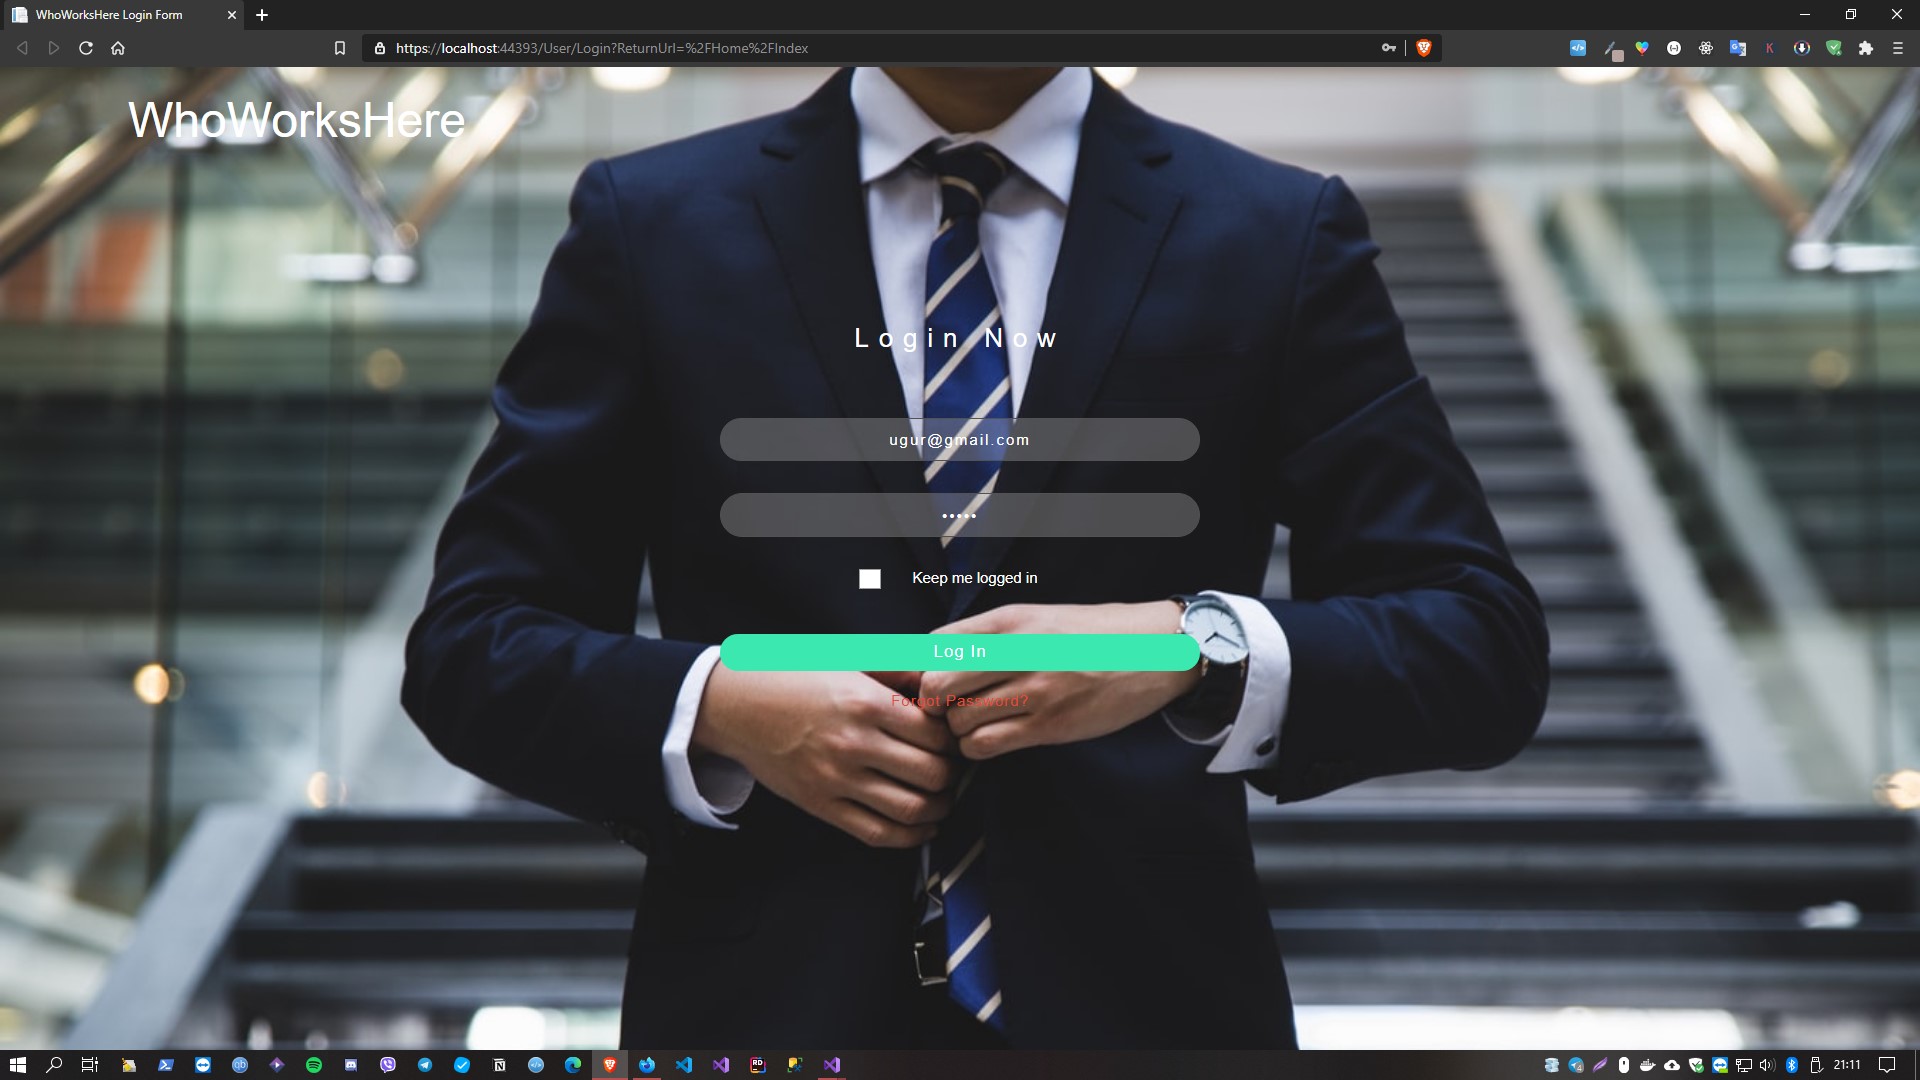 WhoWorksHere Login Form
https://localhost:44393/User/Login?ReturnUrl=%2FHome%2FIndex
WhoWorksHere
Login Now
ugur@gmail.com
•••••
Keep me logged in
Log In
Forgot Password?
21:11